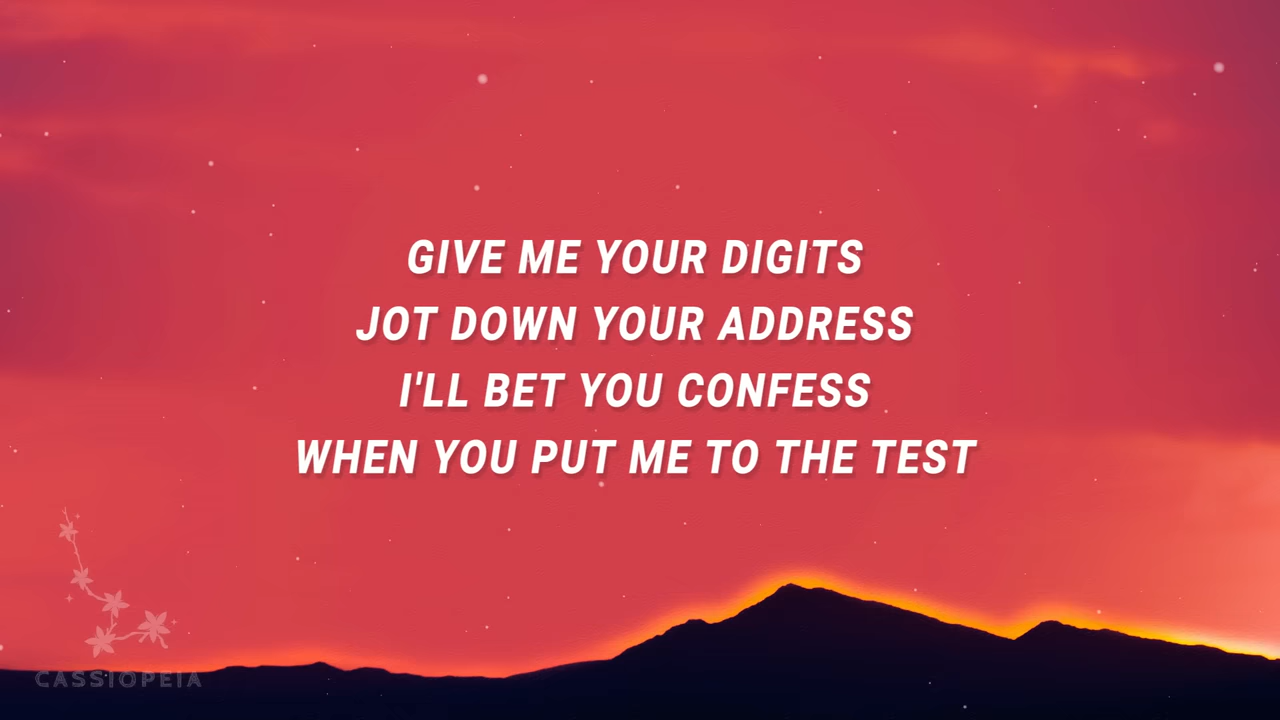 GIVE ME YOUR DIGITS
JOT DOWN YOUR ADDRESS
I'LL BET YOU CONFESS
WHEN YOU PUT ME TO THE TEST
CASSIOPEIA